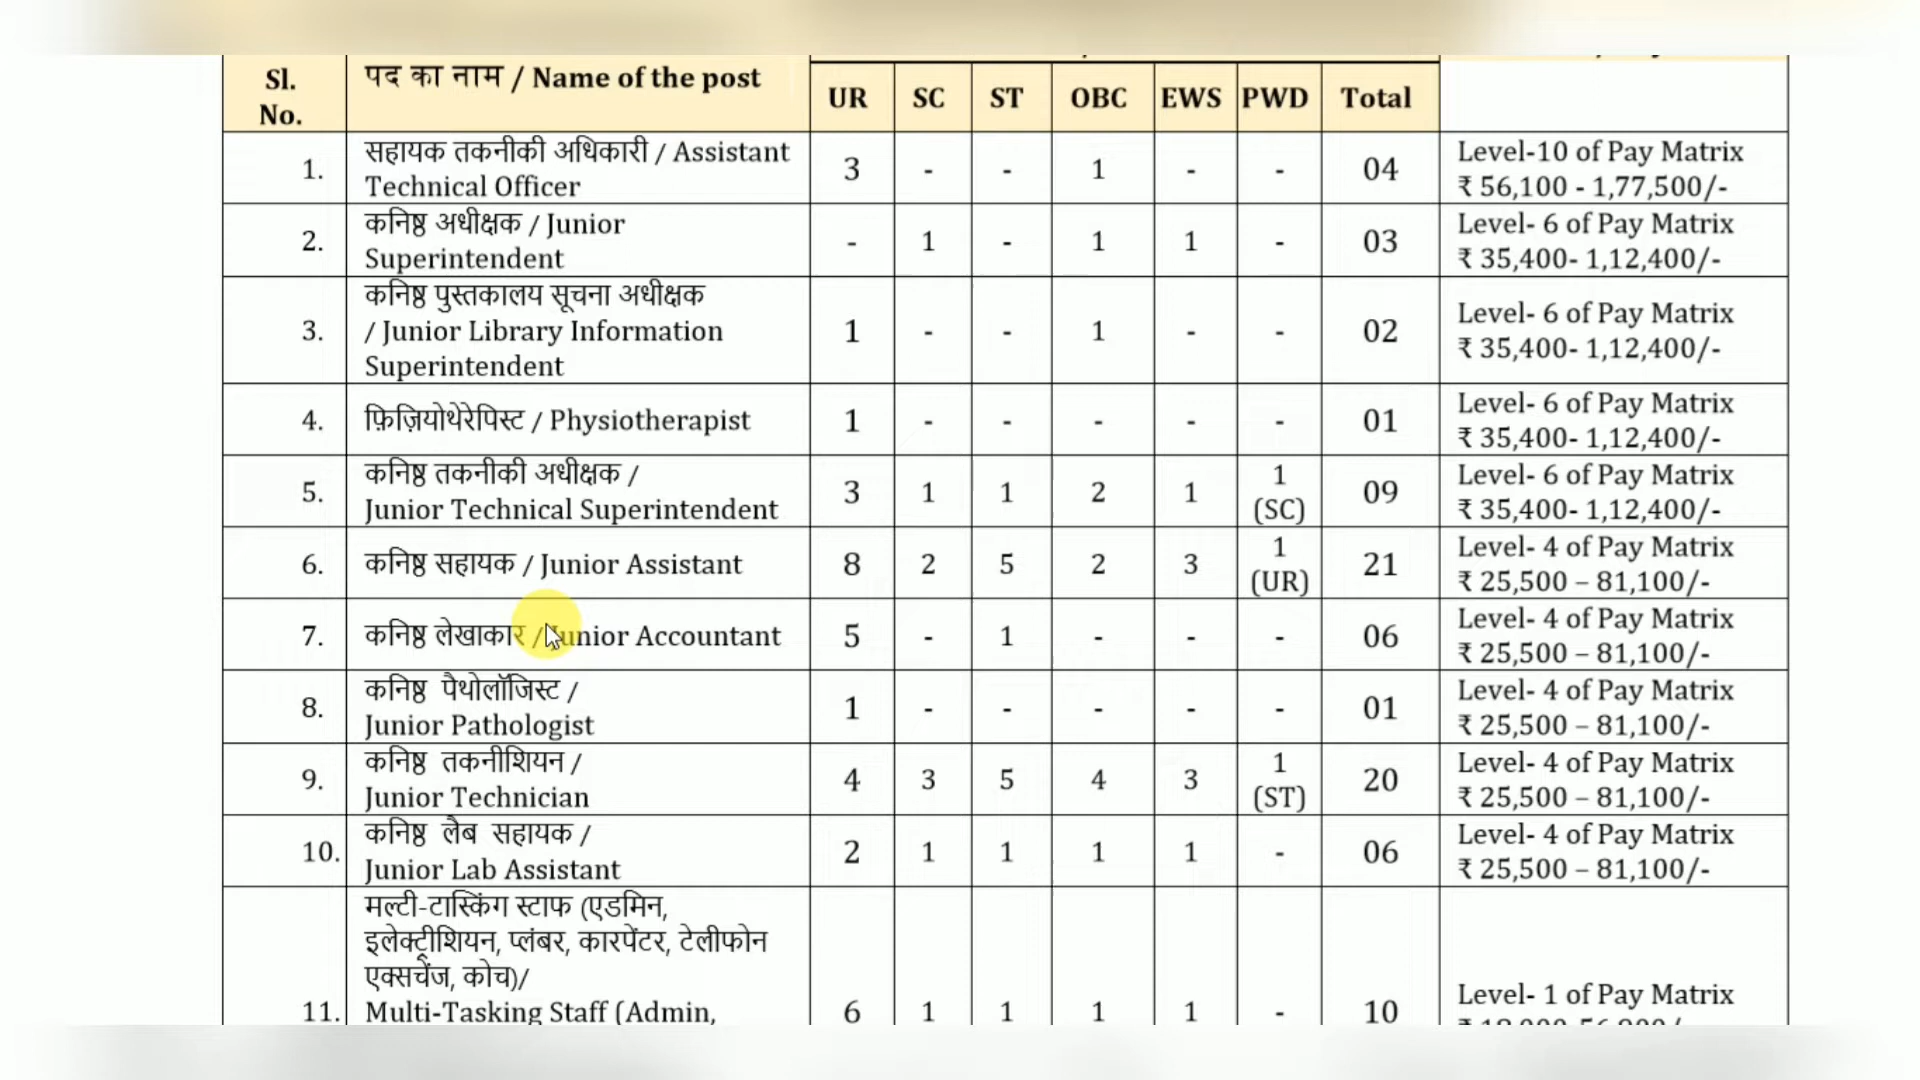 Sl. No. पद का नाम / Name of the post UR SC ST OBC EWS PWD Total
1. सहायक तकनीकी अधिकारी / Assistant Technical Officer 3 - - 1 - - 04 Level-10 of Pay Matrix ₹ 56,100 - 1,77,500/-
2. कनिष्ठ अधीक्षक / Junior Superintendent - 1 - 1 1 - 03 Level- 6 of Pay Matrix ₹ 35,400- 1,12,400/-
3. कनिष्ठ पुस्तकालय सूचना अधीक्षक / Junior Library Information Superintendent 1 - - 1 - - 02 Level- 6 of Pay Matrix ₹ 35,400- 1,12,400/-
4. फ़िज़ियोथेरेपिस्ट / Physiotherapist 1 - - - - - 01 Level- 6 of Pay Matrix ₹ 35,400- 1,12,400/-
5. कनिष्ठ तकनीकी अधीक्षक / Junior Technical Superintendent 3 1 1 2 1 1 (SC) 09 Level- 6 of Pay Matrix ₹ 35,400- 1,12,400/-
6. कनिष्ठ सहायक / Junior Assistant 8 2 5 2 3 1 (UR) 21 Level- 4 of Pay Matrix ₹ 25,500 – 81,100/-
7. कनिष्ठ लेखाकार / Junior Accountant 5 - 1 - - - 06 Level- 4 of Pay Matrix ₹ 25,500 – 81,100/-
8. कनिष्ठ पैथोलॉजिस्ट / Junior Pathologist 1 - - - - - 01 Level- 4 of Pay Matrix ₹ 25,500 – 81,100/-
9. कनिष्ठ तकनीशियन / Junior Technician 4 3 5 4 3 1 (ST) 20 Level- 4 of Pay Matrix ₹ 25,500 – 81,100/-
10. कनिष्ठ लैब सहायक / Junior Lab Assistant 2 1 1 1 1 - 06 Level- 4 of Pay Matrix ₹ 25,500 – 81,100/-
11. मल्टी-टास्किंग स्टाफ (एडमिन, इलेक्ट्रीशियन, प्लंबर, कारपेंटर, टेलीफोन एक्सचेंज, कोच)/ Multi-Tasking Staff (Admin, 6 1 1 1 1 - 10 Level- 1 of Pay Matrix